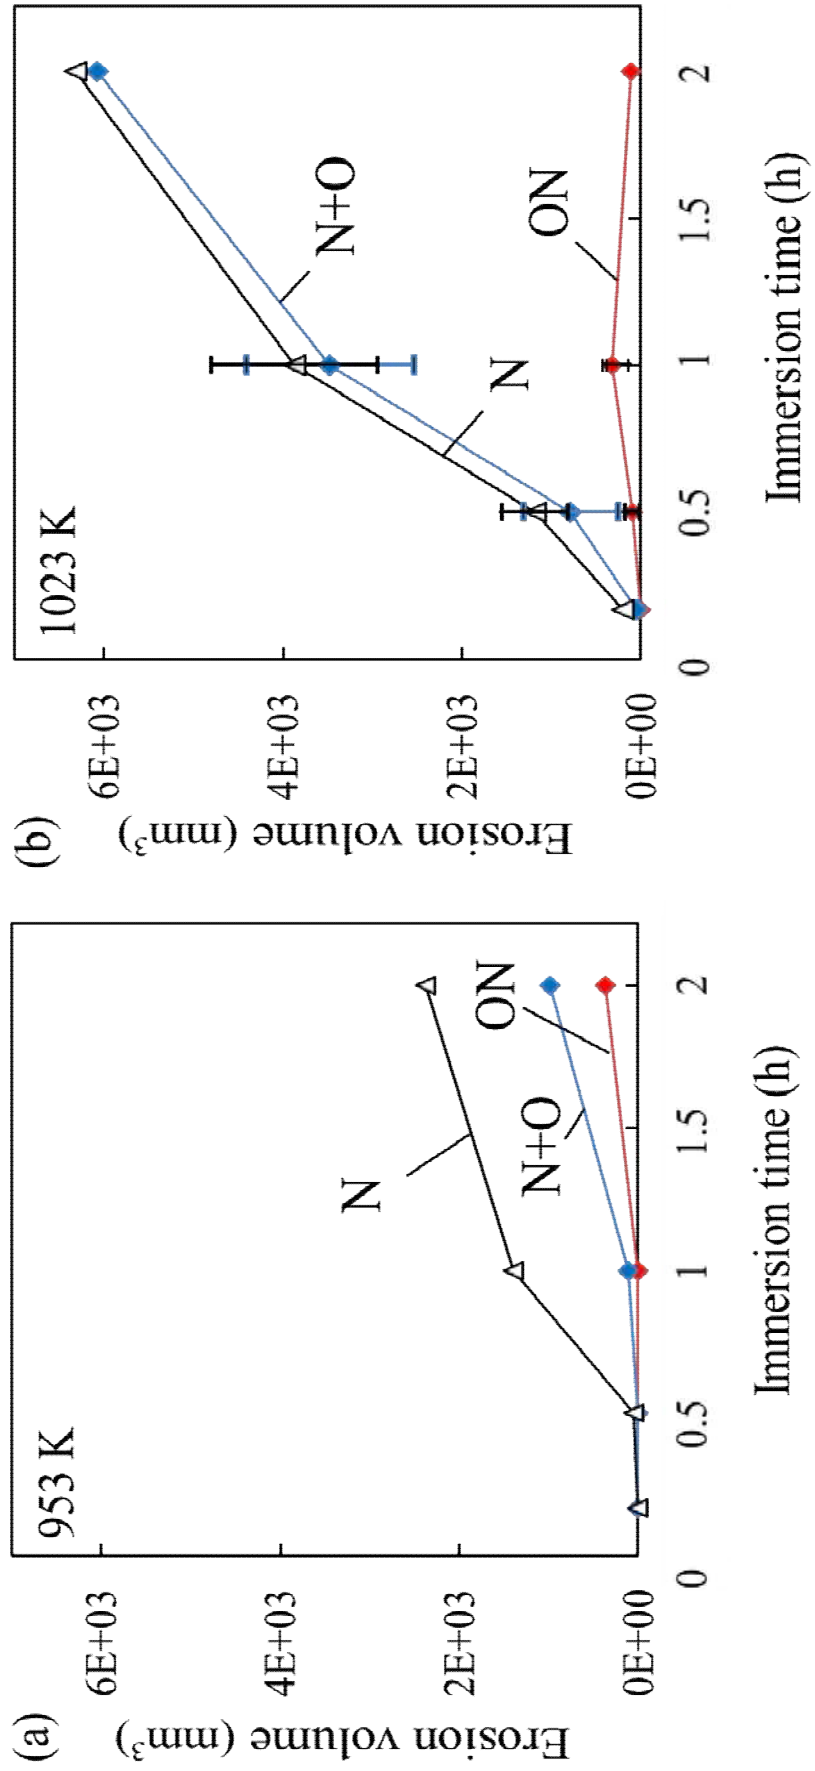 (a)
953 K
Erosion volume (mm³)
6E+03
4E+03
2E+03
0E+00
N
N+O
ON
0 0.5 1 1.5 2
Immersion time (h)
(b)
1023 K
Erosion volume (mm³)
6E+03
4E+03
2E+03
0E+00
N+O
N
ON
0 0.5 1 1.5 2
Immersion time (h)